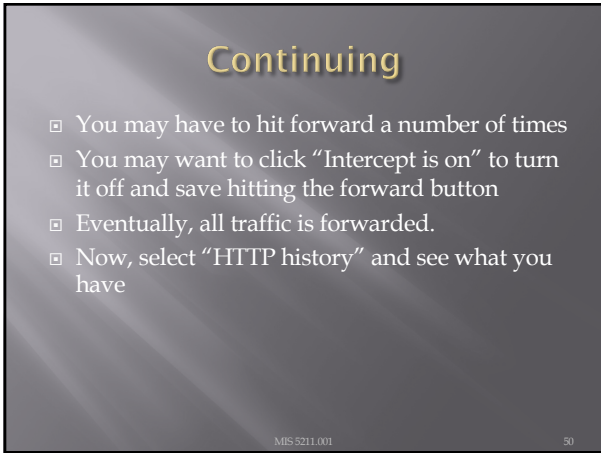 Continuing
▣ You may have to hit forward a number of times
▣ You may want to click “Intercept is on” to turn
it off and save hitting the forward button
▣ Eventually, all traffic is forwarded.
▣ Now, select “HTTP history” and see what you
have
MIS 5211.001
50